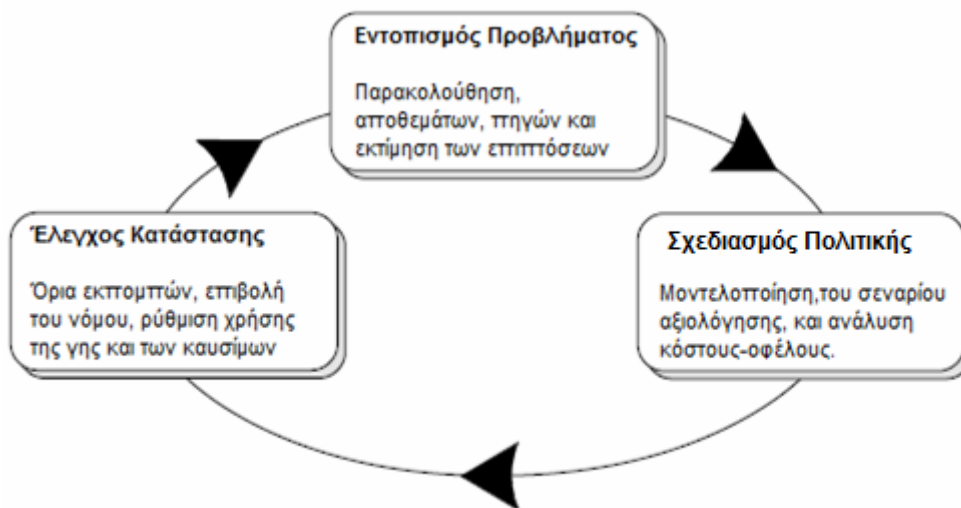 Εντοπισμός Προβλήματος
Παρακολούθηση,
αποθεμάτων, πηγών και
εκτίμηση των επιπτόσεων
Έλεγχος Κατάστασης
Όρια εκπομπών, επιβολή
του νόμου, ρύθμιση χρήσης
της γης και των καυσίμων
Σχεδιασμός Πολιτικής
Μοντελοποίηση,του σεναρίου
αξιολόγησης, και ανάλυση
κόστους-οφέλους.